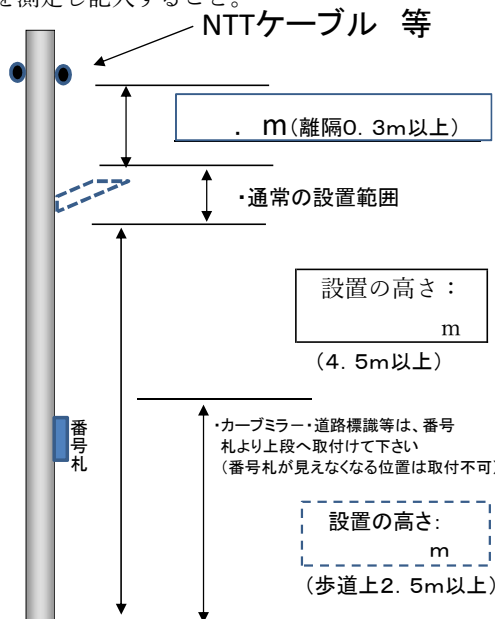 を測定し記入すること。
NTTケーブル 等
． m(離隔0．3m以上)
・通常の設置範囲
設置の高さ：
m
(4．5m以上)
番号札
・カーブミラー・道路標識等は、番号
札より上段へ取付けて下さい
(番号札が見えなくなる位置は取付不可)
設置の高さ：
m
(歩道上2．5m以上)